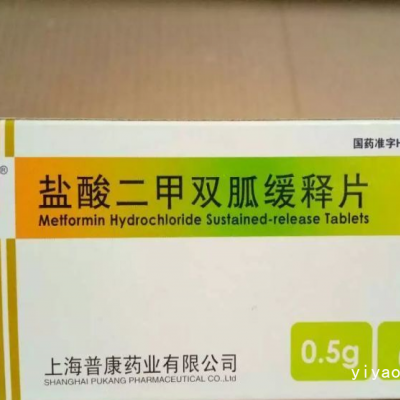 国药准字H
®
盐酸二甲双胍缓释片
Metformin Hydrochloride Sustained-release Tablets
0.5g
上海普康药业有限公司
SHANGHAI PUKANG PHARMACEUTICAL CO.,Ltd
yiyao